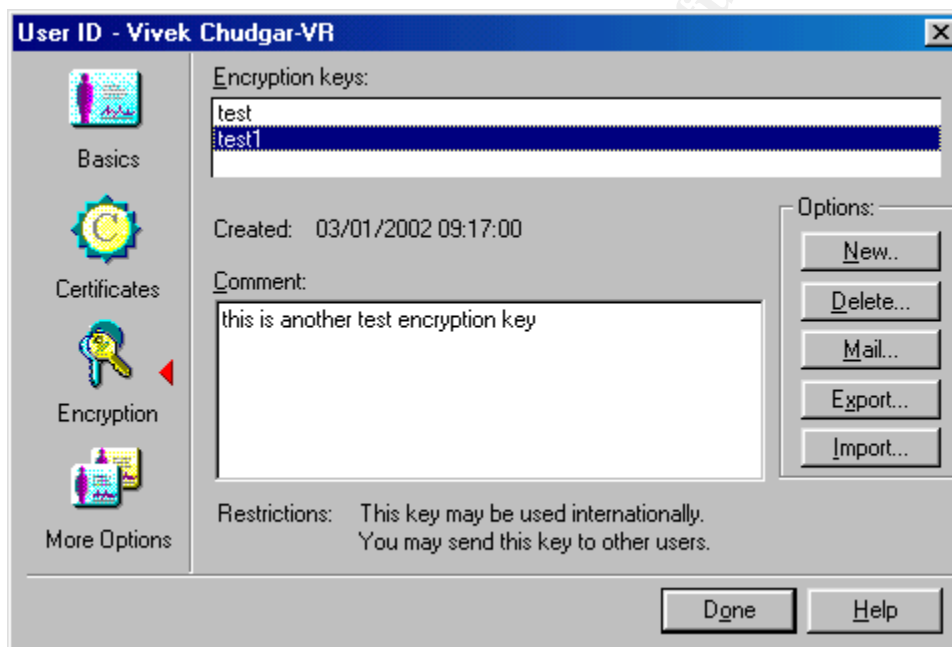 User ID - Vivek Chudgar-VR
Basics
Certificates
Encryption
More Options
Encryption keys:
test
test1
Created: 03/01/2002 09:17:00
Comment:
this is another test encryption key
Options:
New..
Delete...
Mail...
Export...
Import...
Restrictions: This key may be used internationally.
You may send this key to other users.
Done
Help